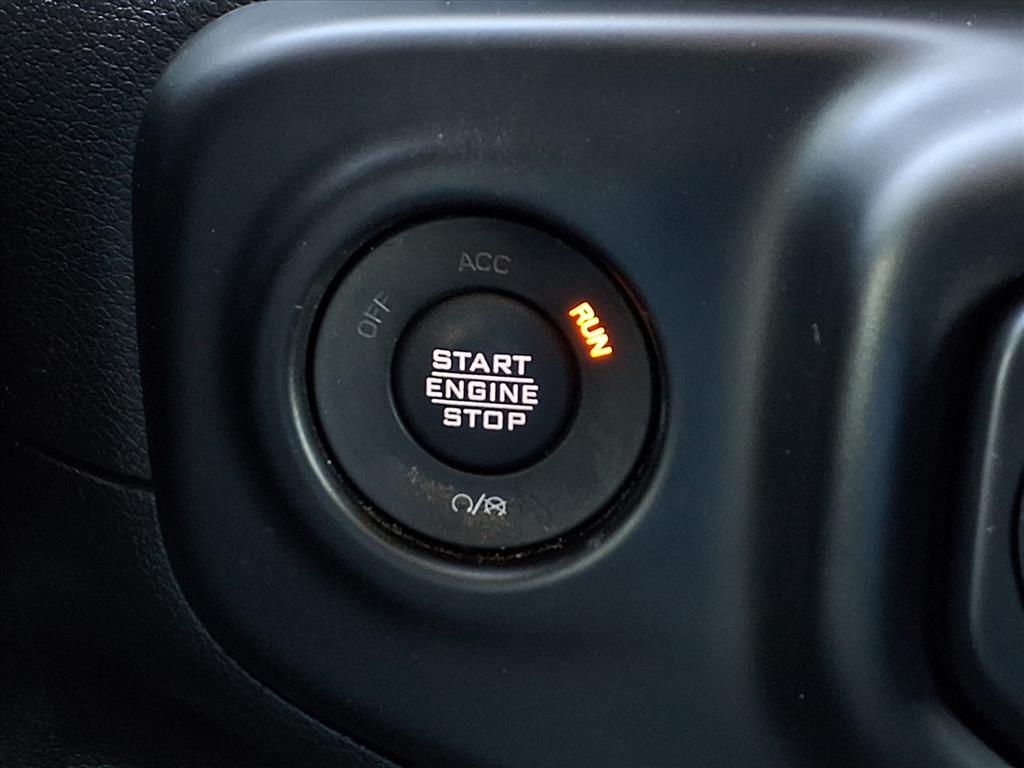 ACC
OFF
RUN
START
ENGINE
STOP